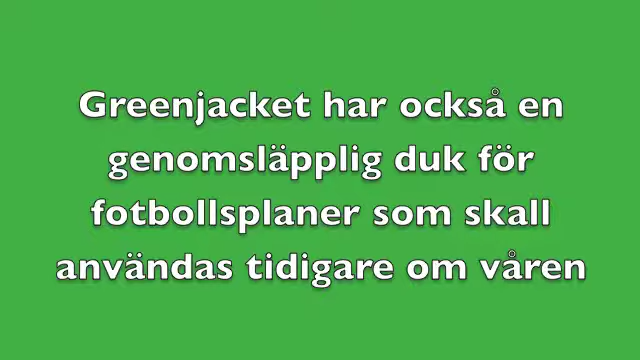 Greenjacket har också en
genomsläpplig duk för
fotbollsplaner som skall
användas tidigare om våren